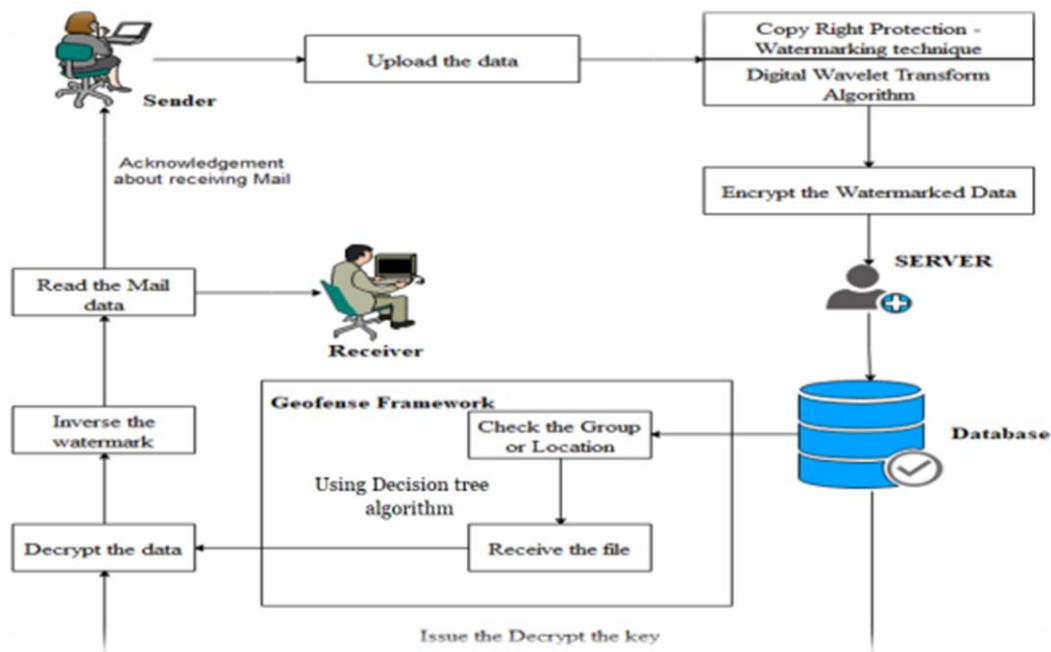 Sender
Upload the data
Copy Right Protection -
Watermarking technique
Digital Wavelet Transform
Algorithm
Acknowledgement
about receiving Mail
Encrypt the Watermarked Data
SERVER
Read the Mail
data
Receiver
Geofense Framework
Check the Group
or Location
Database
Inverse the
watermark
Using Decision tree
algorithm
Decrypt the data
Receive the file
Issue the Decrypt the key